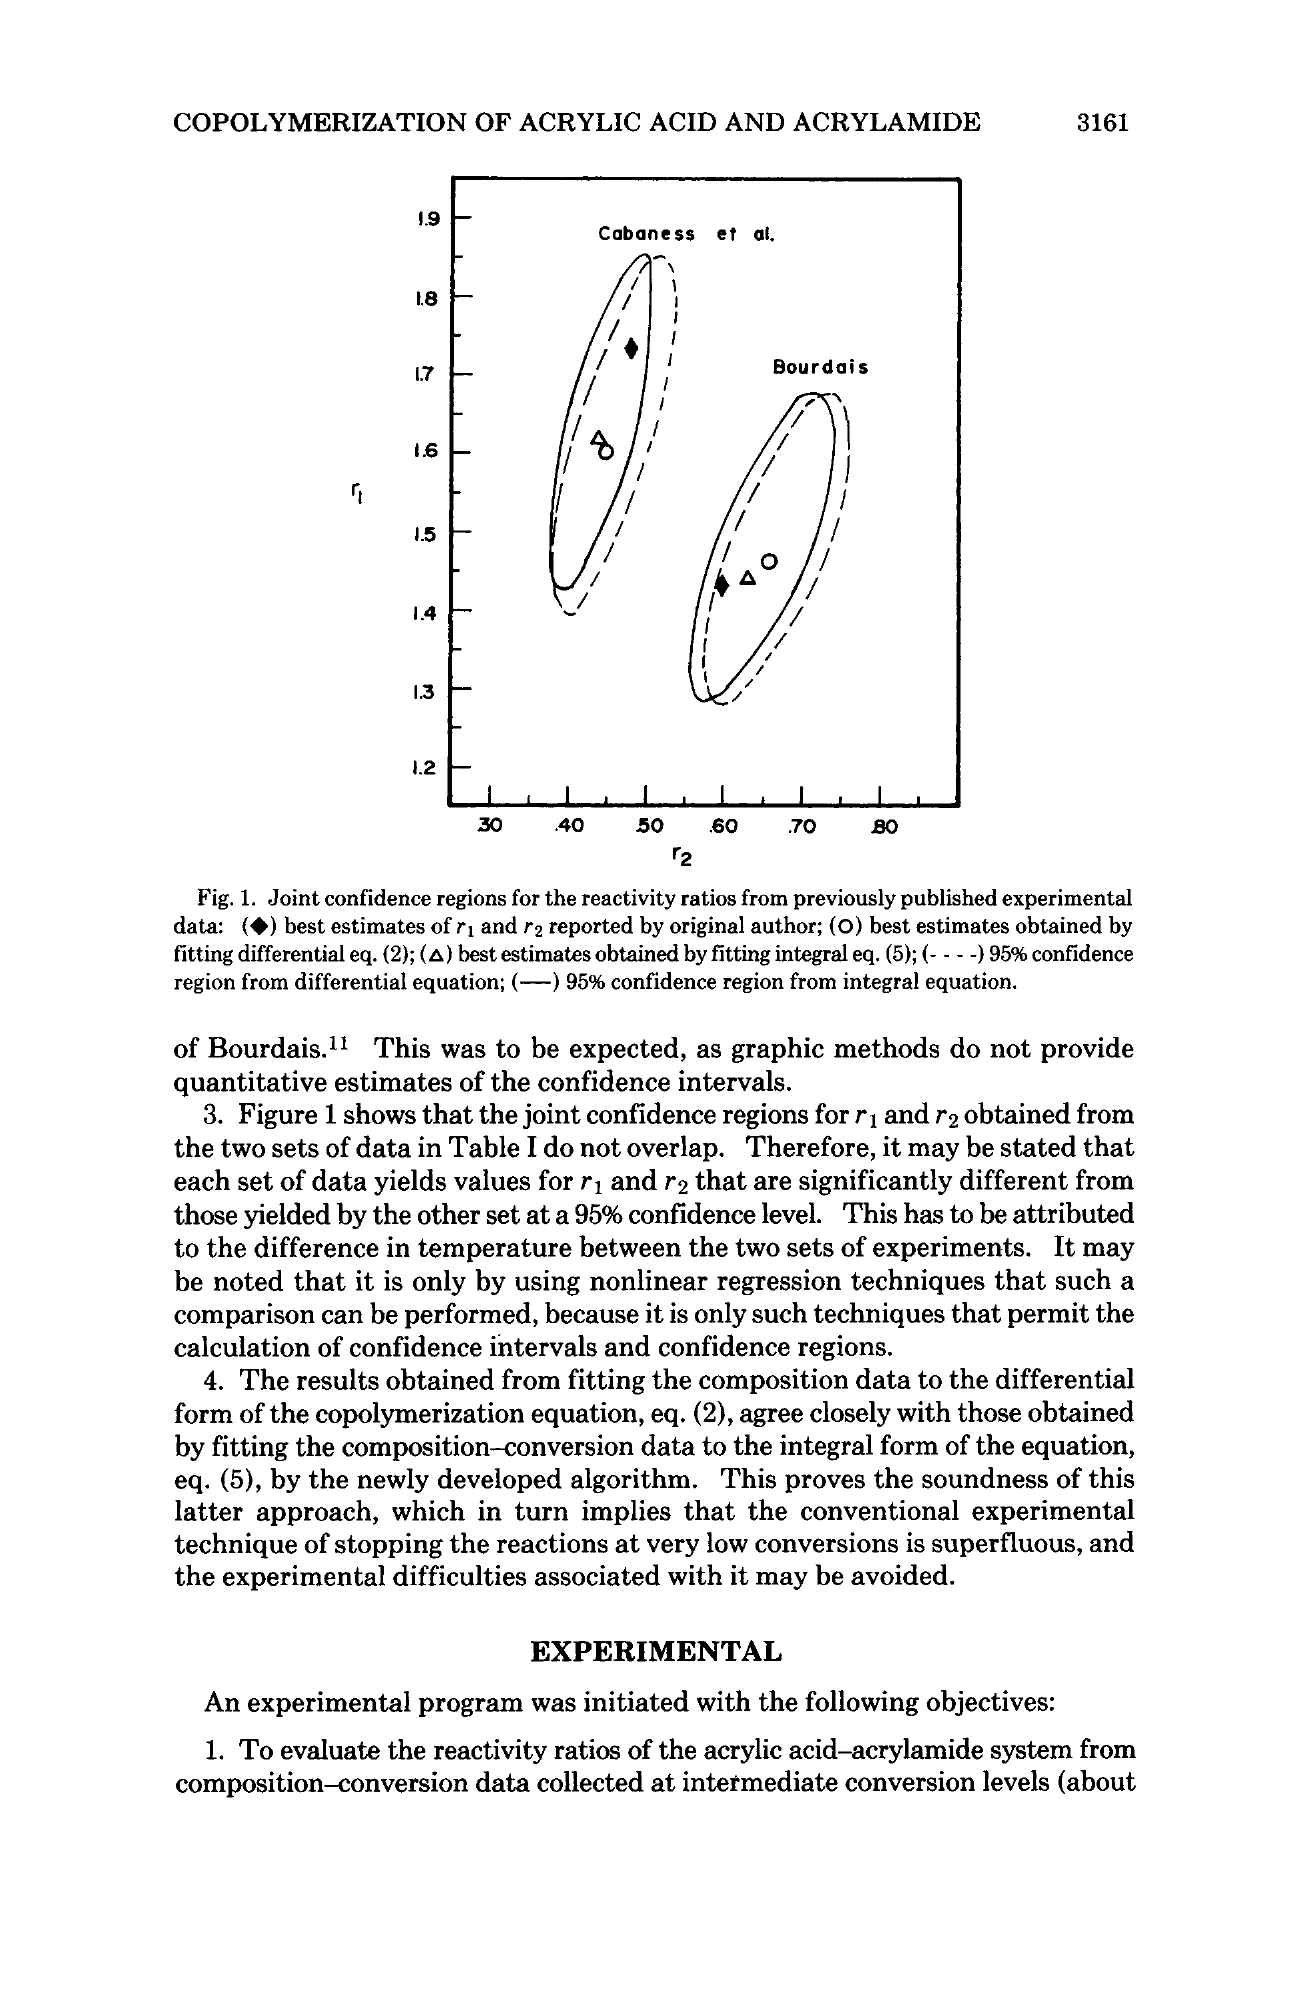 COPOLYMERIZATION OF ACRYLIC ACID AND ACRYLAMIDE 3161
1.9
Cabaness et al.
1.8
1.7
Bourdais
1.6
r1
1.5
1.4
1.3
1.2
.30 .40 .50 .60 .70 .80
r2
Fig. 1. Joint confidence regions for the reactivity ratios from previously published experimental
data: (◆) best estimates of r1 and r2 reported by original author; (O) best estimates obtained by
fitting differential eq. (2); (△) best estimates obtained by fitting integral eq. (5); (- - - -) 95% confidence
region from differential equation; (—) 95% confidence region from integral equation.
of Bourdais.11 This was to be expected, as graphic methods do not provide
quantitative estimates of the confidence intervals.
3. Figure 1 shows that the joint confidence regions for r1 and r2 obtained from
the two sets of data in Table I do not overlap. Therefore, it may be stated that
each set of data yields values for r1 and r2 that are significantly different from
those yielded by the other set at a 95% confidence level. This has to be attributed
to the difference in temperature between the two sets of experiments. It may
be noted that it is only by using nonlinear regression techniques that such a
comparison can be performed, because it is only such techniques that permit the
calculation of confidence intervals and confidence regions.
4. The results obtained from fitting the composition data to the differential
form of the copolymerization equation, eq. (2), agree closely with those obtained
by fitting the composition–conversion data to the integral form of the equation,
eq. (5), by the newly developed algorithm. This proves the soundness of this
latter approach, which in turn implies that the conventional experimental
technique of stopping the reactions at very low conversions is superfluous, and
the experimental difficulties associated with it may be avoided.
EXPERIMENTAL
An experimental program was initiated with the following objectives:
1. To evaluate the reactivity ratios of the acrylic acid–acrylamide system from
composition–conversion data collected at intermediate conversion levels (about